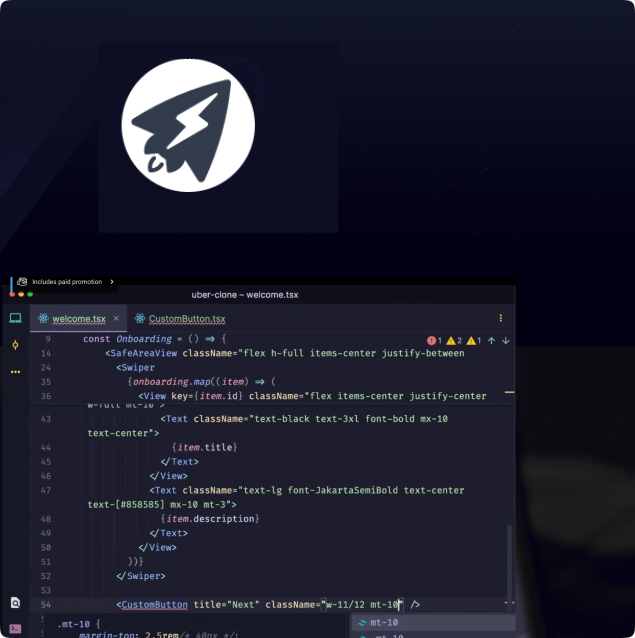 Includes paid promotion
uber-clone – welcome.tsx
welcome.tsx × CustomButton.tsx
9 const Onboarding = () ⇒ { 1 2 1
14 <SafeAreaView className="flex h-full items-center justify-between
24 <Swiper
35 {onboarding.map((item) ⇒ (
36 <View key={item.id} className="flex items-center justify-center
w-full mt-10">
43 <Text className="text-black text-3xl font-bold mx-10
text-center">
44 {item.title}
45 </Text>
46 </View>
47 <Text className="text-lg font-JakartaSemiBold text-center
text-[#858585] mx-10 mt-3">
48 {item.description}
49 </Text>
50 </View>
51 ))}
52 </Swiper>
53
54 <CustomButton title="Next" className="w-11/12 mt-10" />
.mt-10 { mt-10
margin-top: 2.5rem/* 40px */;